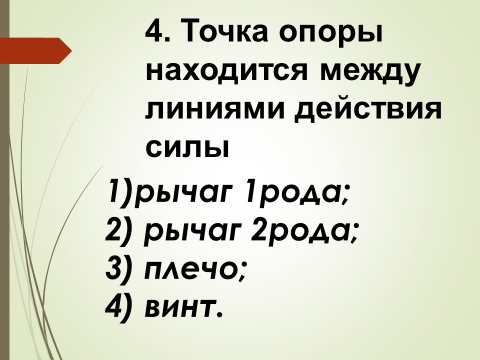 4. Точка опоры
находится между
линиями действия
силы
1)рычаг 1рода;
2) рычаг 2рода;
3) плечо;
4) винт.